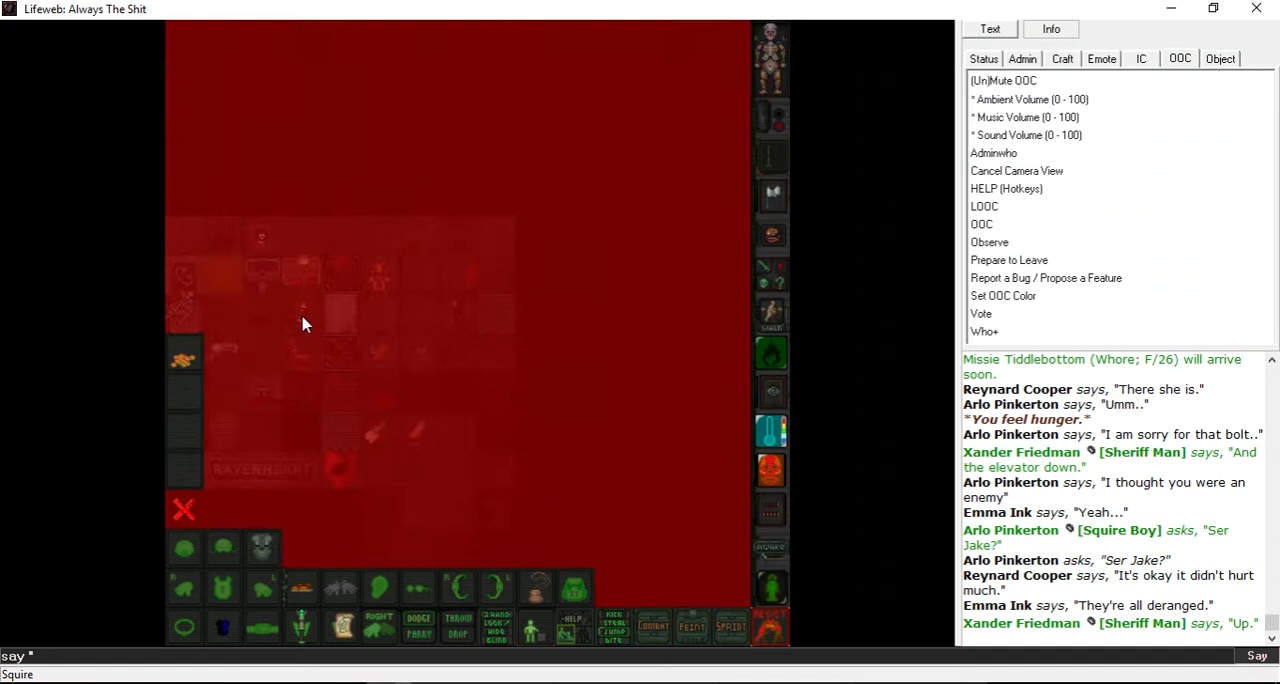 Lifeweb: Always The Shit
Text Info
Status Admin Craft Emote IC OOC Object
(Un)Mute OOC
* Ambient Volume (0 - 100)
* Music Volume (0 - 100)
* Sound Volume (0 - 100)
Adminwho
Cancel Camera View
HELP (Hotkeys)
LOOC
OOC
Observe
Prepare to Leave
Report a Bug / Propose a Feature
Set OOC Color
Vote
Who+
Missie Tiddlebottom (Whore; F/26) will arrive
soon.
Reynard Cooper says, "There she is."
Arlo Pinkerton says, "Umm.."
*You feel hunger.*
Arlo Pinkerton says, "I am sorry for that bolt.."
Xander Friedman [Sheriff Man] says, "And
the elevator down."
Arlo Pinkerton says, "I thought you were an
enemy"
Emma Ink says, "Yeah..."
Arlo Pinkerton [Squire Boy] asks, "Ser
Jake?"
Arlo Pinkerton asks, "Ser Jake?"
Reynard Cooper says, "It's okay it didn't hurt
much."
Emma Ink says, "They're all deranged."
Xander Friedman [Sheriff Man] says, "Up."
WALK
RAVENHEART
AWAKE
R L
R L
RIGHT
DODGE
PARRY
THROW
DROP
-HELP
KICK
STEAL
JUMP
BITE
COMBAT
FEINT
SPRINT
say "
Say
Squire